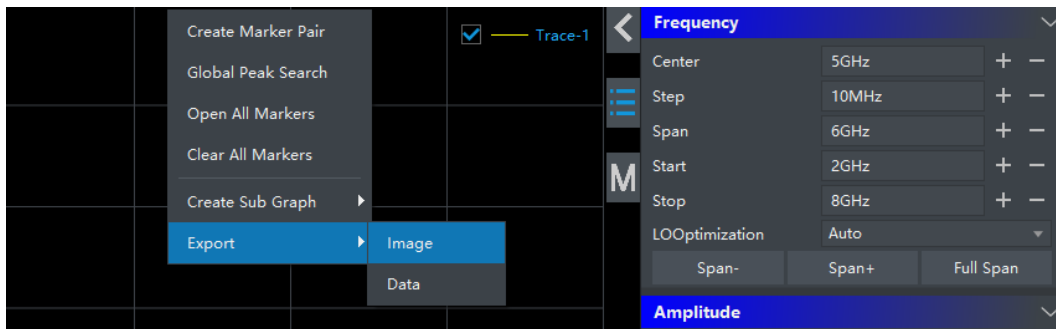 Create Marker Pair
Global Peak Search
Open All Markers
Clear All Markers
Create Sub Graph
Export
Image
Data
Trace-1
M
Frequency
Center 5GHz + −
Step 10MHz + −
Span 6GHz + −
Start 2GHz + −
Stop 8GHz + −
LOOptimization Auto
Span- Span+ Full Span
Amplitude